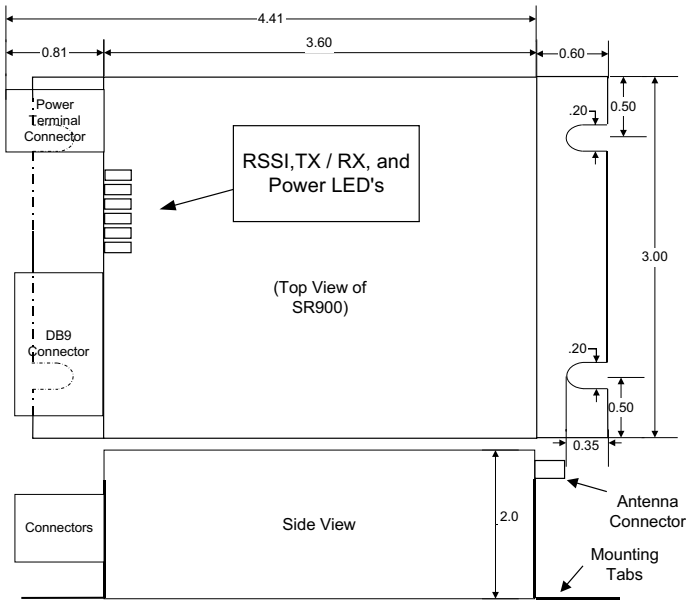 4.41
0.81
3.60
0.60
Power
Terminal
Connector
.20
0.50
RSSI,TX / RX, and
Power LED's
3.00
(Top View of
SR900)
DB9
Connector
.20
0.50
0.35
Connectors
Side View
2.0
Antenna
Connector
Mounting
Tabs